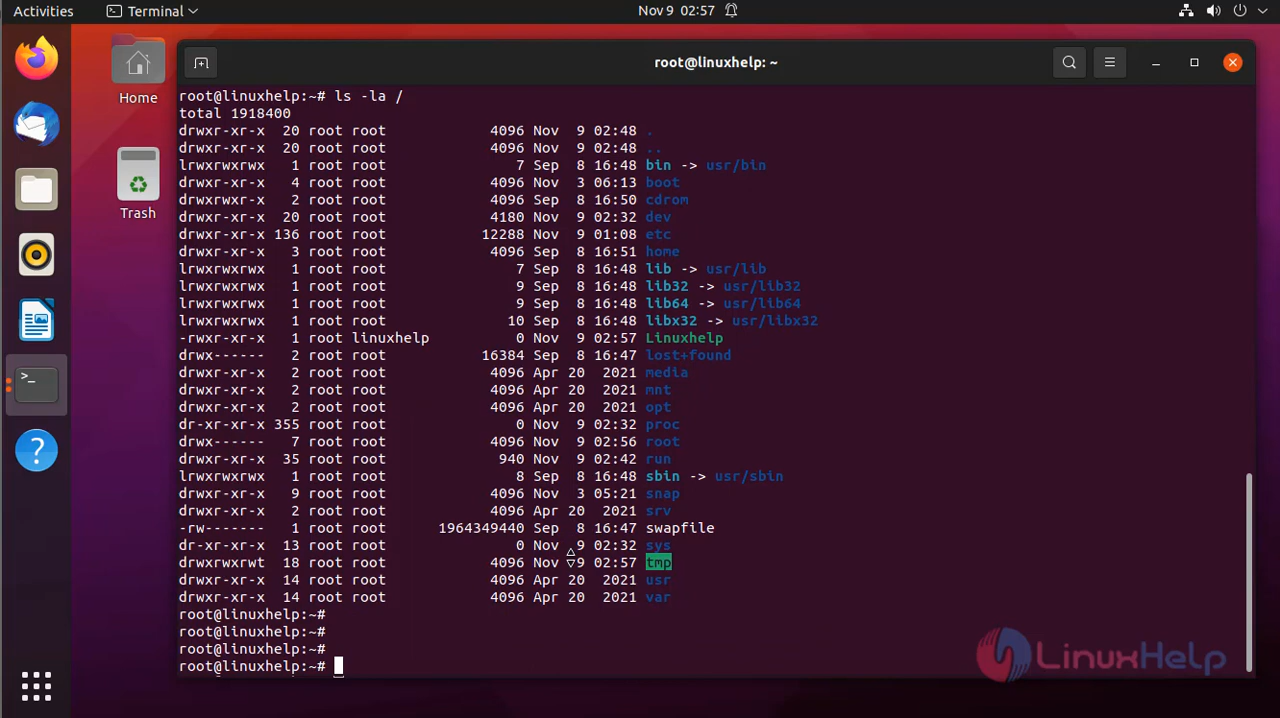 Activities Terminal Nov 9 02:57
root@linuxhelp: ~
Home
Trash
root@linuxhelp:~# ls -la /
total 1918400
drwxr-xr-x 20 root root 4096 Nov 9 02:48 .
drwxr-xr-x 20 root root 4096 Nov 9 02:48 ..
lrwxrwxrwx 1 root root 7 Sep 8 16:48 bin -> usr/bin
drwxr-xr-x 4 root root 4096 Nov 3 06:13 boot
drwxrwxr-x 2 root root 4096 Sep 8 16:50 cdrom
drwxr-xr-x 20 root root 4180 Nov 9 02:32 dev
drwxr-xr-x 136 root root 12288 Nov 9 01:08 etc
drwxr-xr-x 3 root root 4096 Sep 8 16:51 home
lrwxrwxrwx 1 root root 7 Sep 8 16:48 lib -> usr/lib
lrwxrwxrwx 1 root root 9 Sep 8 16:48 lib32 -> usr/lib32
lrwxrwxrwx 1 root root 9 Sep 8 16:48 lib64 -> usr/lib64
lrwxrwxrwx 1 root root 10 Sep 8 16:48 libx32 -> usr/libx32
-rwxr-xr-x 1 root linuxhelp 0 Nov 9 02:57 Linuxhelp
drwx------ 2 root root 16384 Sep 8 16:47 lost+found
drwxr-xr-x 2 root root 4096 Apr 20 2021 media
drwxr-xr-x 2 root root 4096 Apr 20 2021 mnt
drwxr-xr-x 2 root root 4096 Apr 20 2021 opt
dr-xr-xr-x 355 root root 0 Nov 9 02:32 proc
drwx------ 7 root root 4096 Nov 9 02:56 root
drwxr-xr-x 35 root root 940 Nov 9 02:42 run
lrwxrwxrwx 1 root root 8 Sep 8 16:48 sbin -> usr/sbin
drwxr-xr-x 9 root root 4096 Nov 3 05:21 snap
drwxr-xr-x 2 root root 4096 Apr 20 2021 srv
-rw------- 1 root root 1964349440 Sep 8 16:47 swapfile
dr-xr-xr-x 13 root root 0 Nov 9 02:32 sys
drwxrwxrwt 18 root root 4096 Nov 9 02:57 tmp
drwxr-xr-x 14 root root 4096 Apr 20 2021 usr
drwxr-xr-x 14 root root 4096 Apr 20 2021 var
root@linuxhelp:~#
root@linuxhelp:~#
root@linuxhelp:~#
root@linuxhelp:~#
LinuxHelp